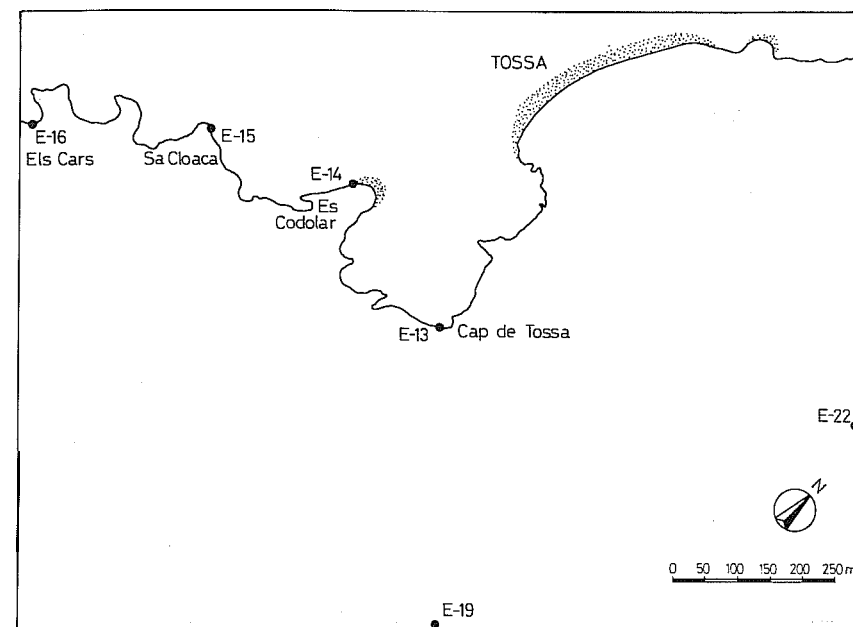 TOSSA
E-16
Els Cars
Sa Cloaca
E-15
E-14
Es
Codolar
E-13
Cap de Tossa
E-22
N
0 50 100 150 200 250 m
E-19